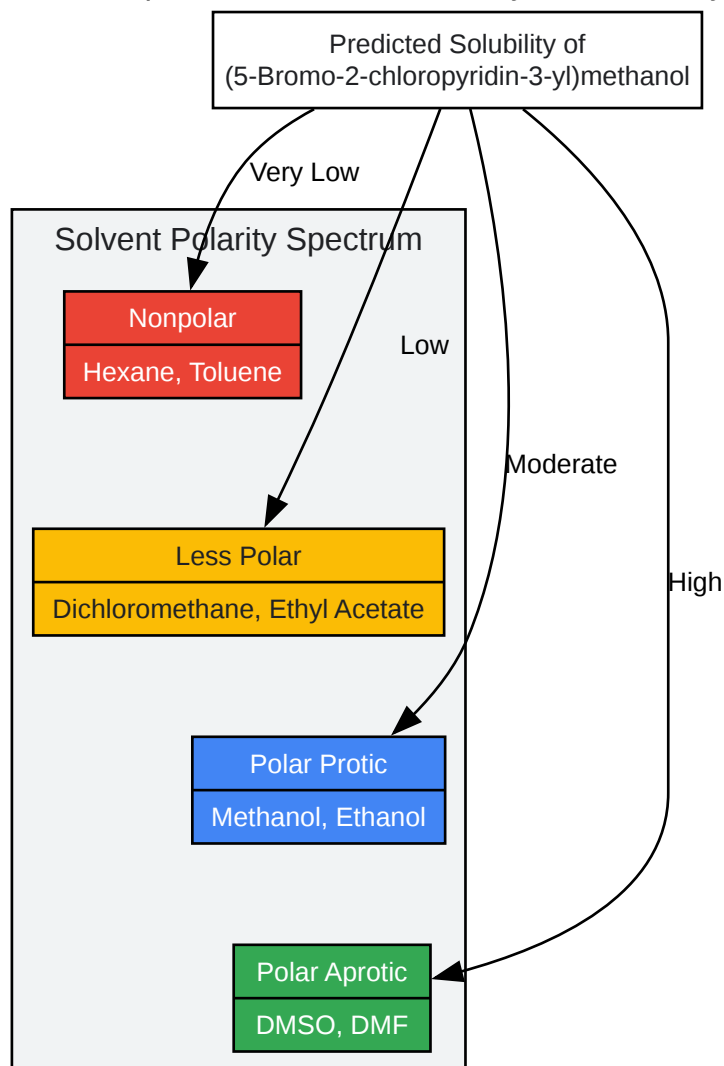 Predicted Solubility of
(5-Bromo-2-chloropyridin-3-yl)methanol
Very Low
Solvent Polarity Spectrum
Nonpolar
Hexane, Toluene
Low
Moderate
Less Polar
Dichloromethane, Ethyl Acetate
High
Polar Protic
Methanol, Ethanol
Polar Aprotic
DMSO, DMF